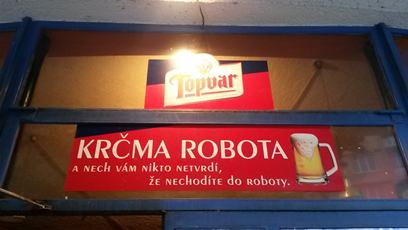 Topvar
KRČMA ROBOTA
A NECH VÁM NIKTO NETVRDÍ,
ŽE NECHODÍTE DO ROBOTY.